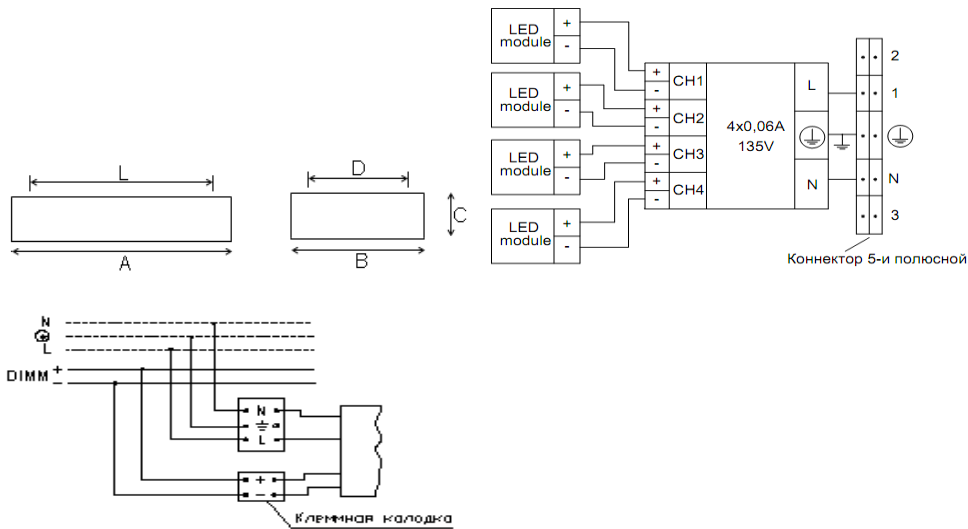 L
A
D
B
C
LED
module
+
-
LED
module
+
-
LED
module
+
-
LED
module
+
-
+
-
CH1
+
-
CH2
+
-
CH3
+
-
CH4
4x0,06A
135V
L
N
2
1
N
3
Коннектор 5-и полюсной
N
L
DIMM +
−
N
L
+
−
Клеммная калодка